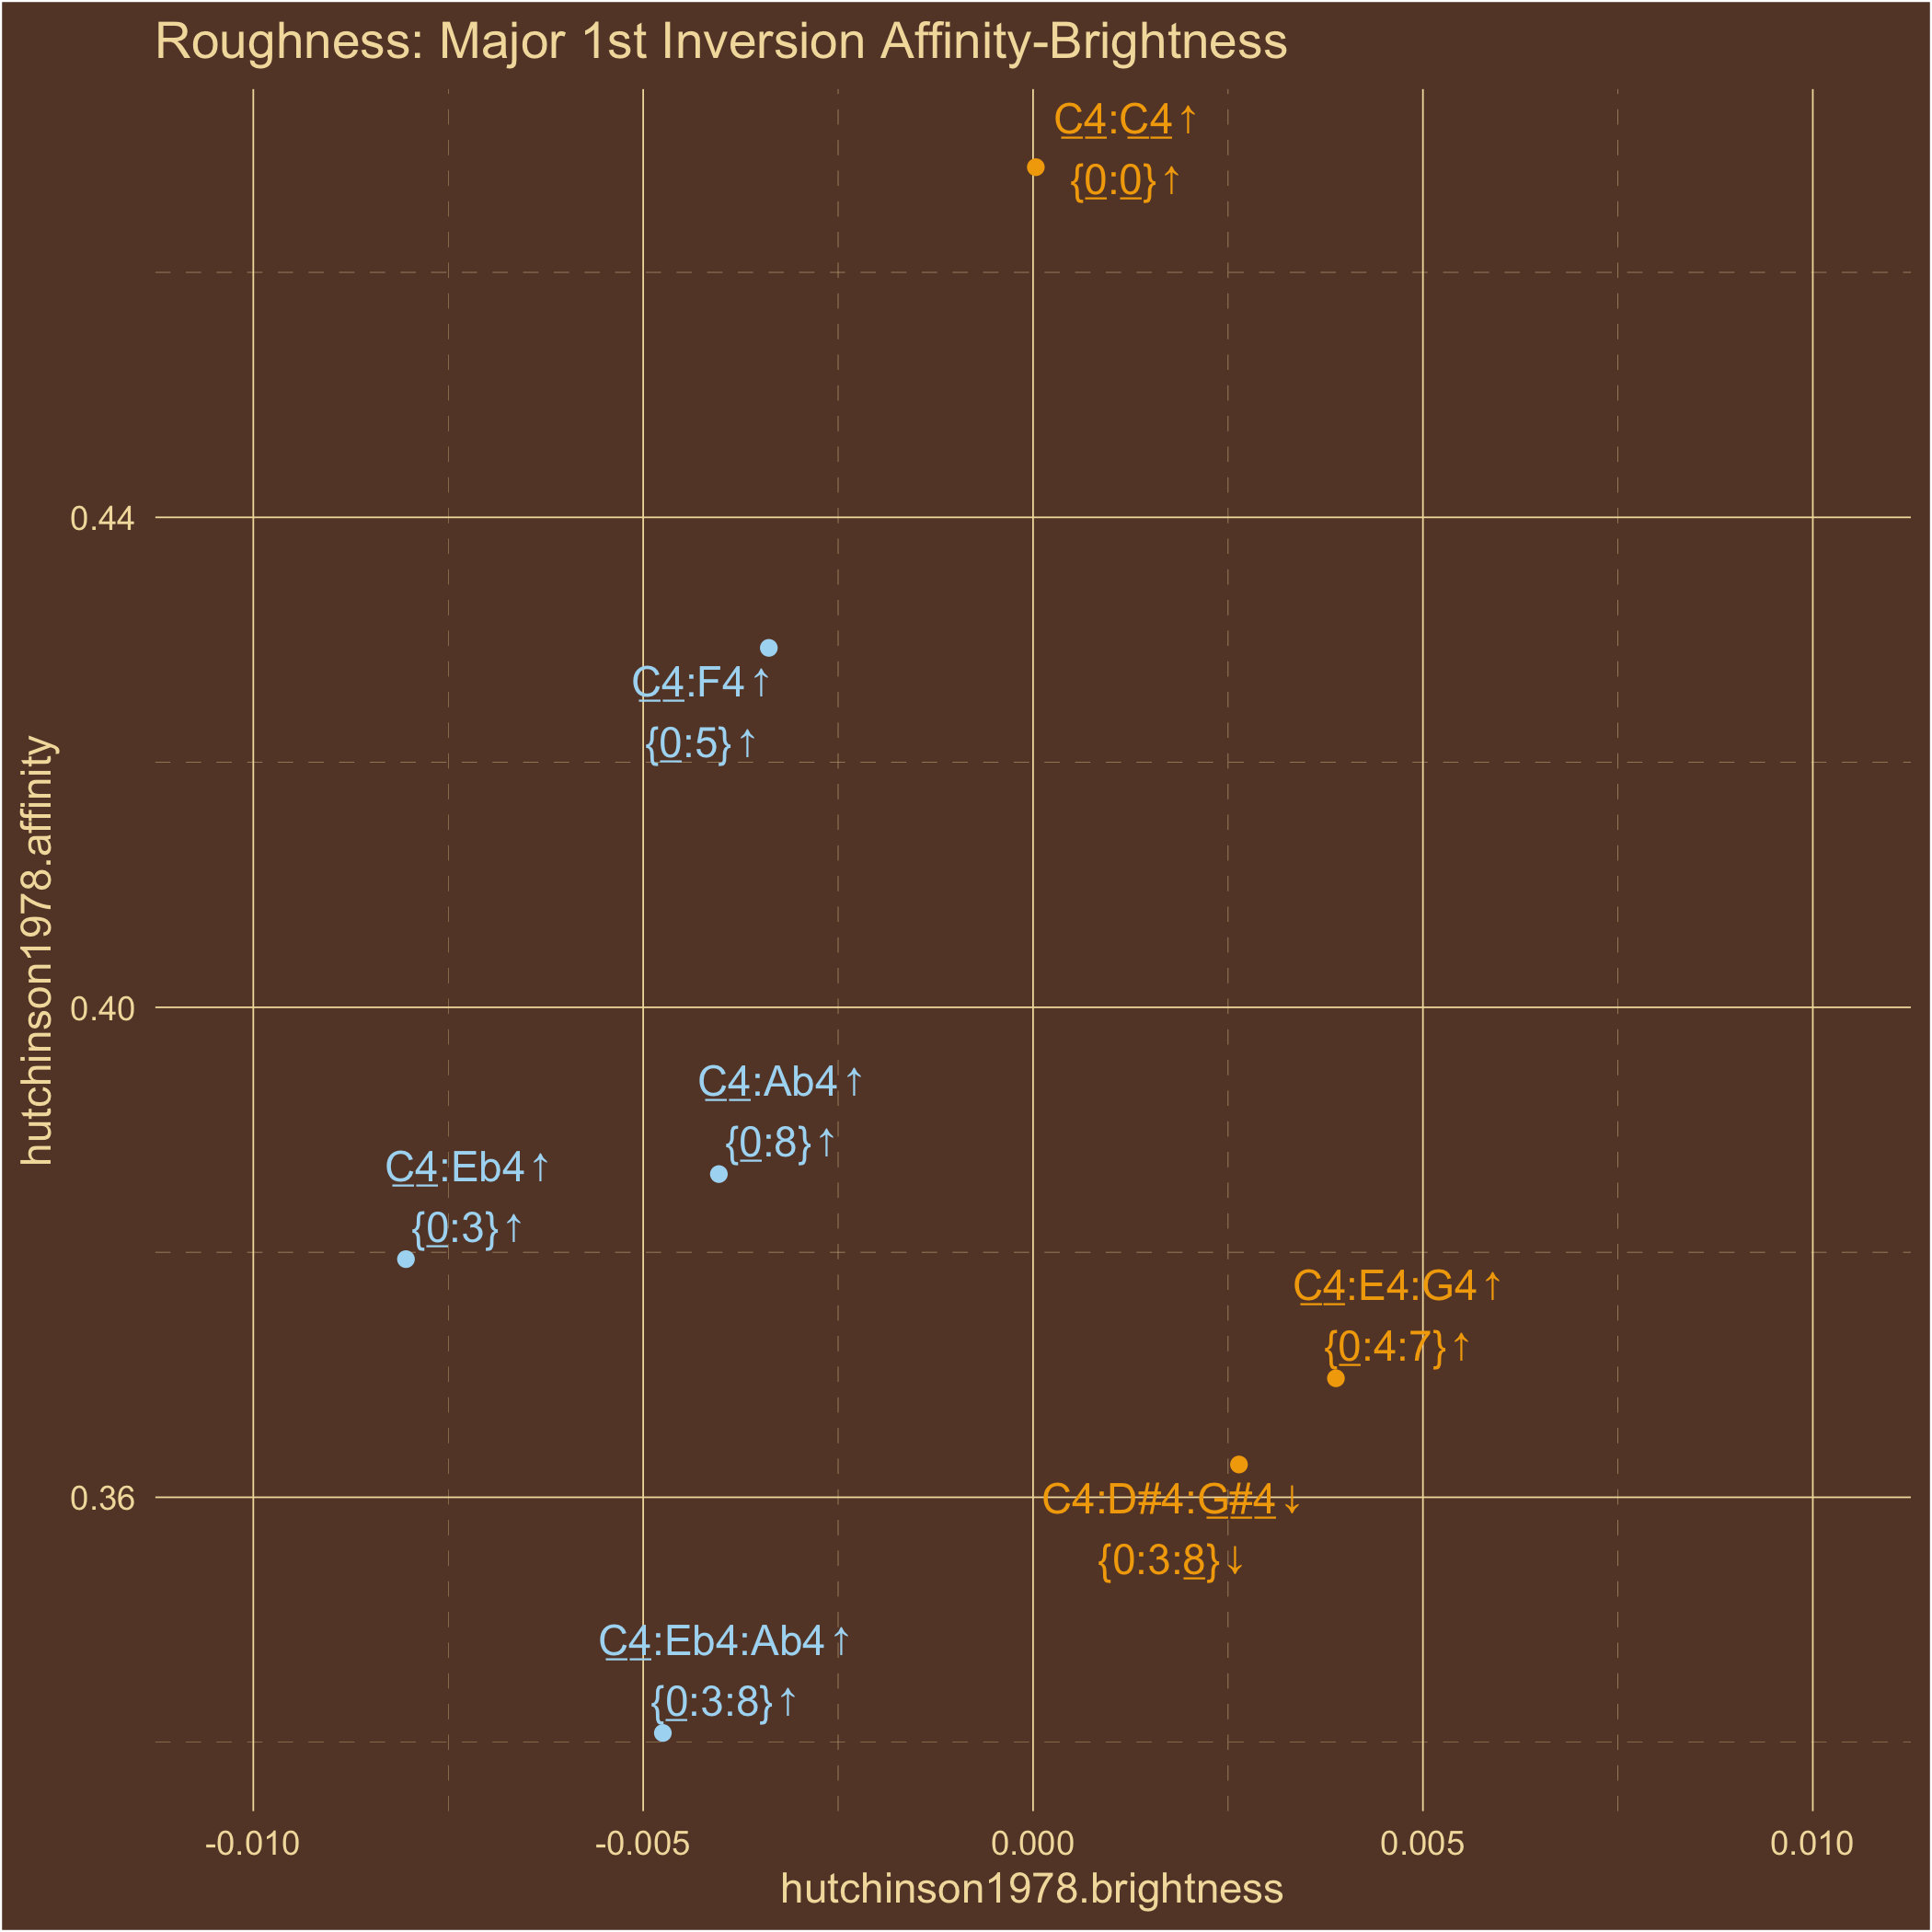 Roughness: Major 1st Inversion Affinity-Brightness
C4:C4↑
{0:0}↑
0.44
C4:F4↑
{0:5}↑
hutchinson1978.affinity
0.40
C4:Ab4↑
{0:8}↑
C4:Eb4↑
{0:3}↑
C4:E4:G4↑
{0:4:7}↑
0.36
C4:D#4:G#4↓
{0:3:8}↓
C4:Eb4:Ab4↑
{0:3:8}↑
-0.010
-0.005
0.000
0.005
0.010
hutchinson1978.brightness